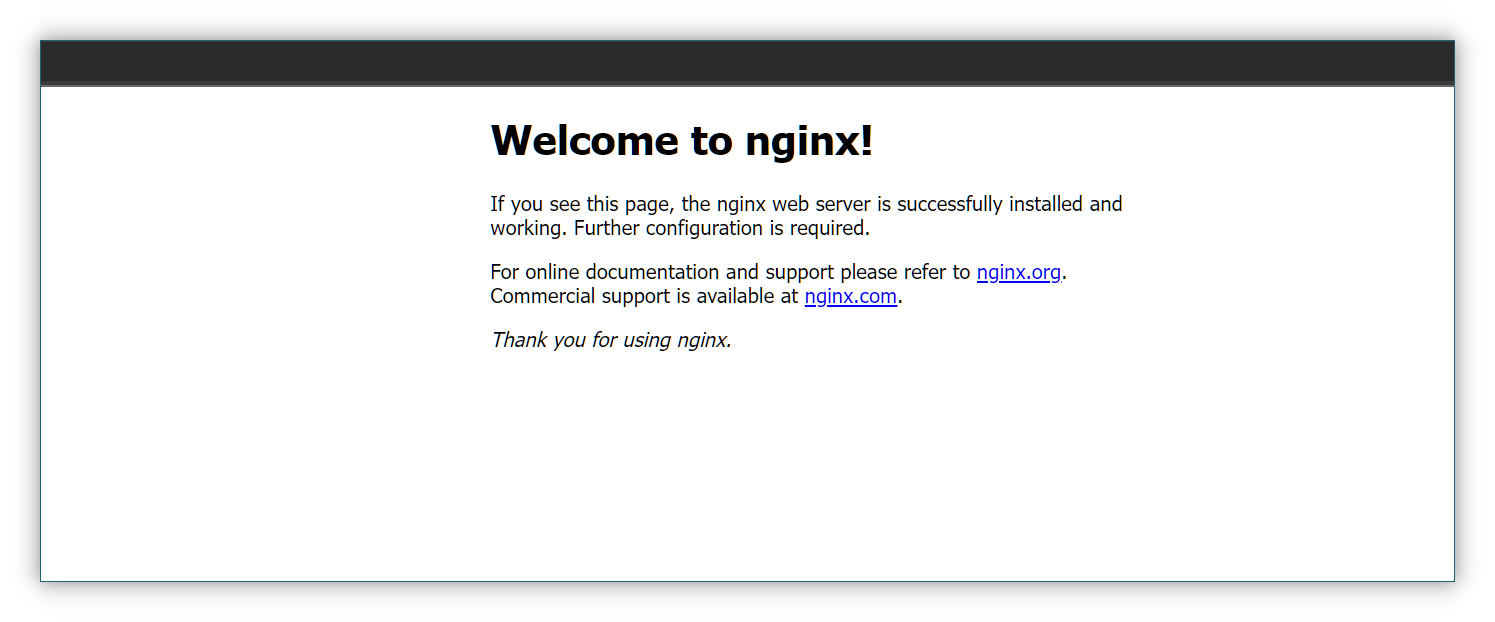 Welcome to nginx!
If you see this page, the nginx web server is successfully installed and
working. Further configuration is required.
For online documentation and support please refer to nginx.org.
Commercial support is available at nginx.com.
Thank you for using nginx.